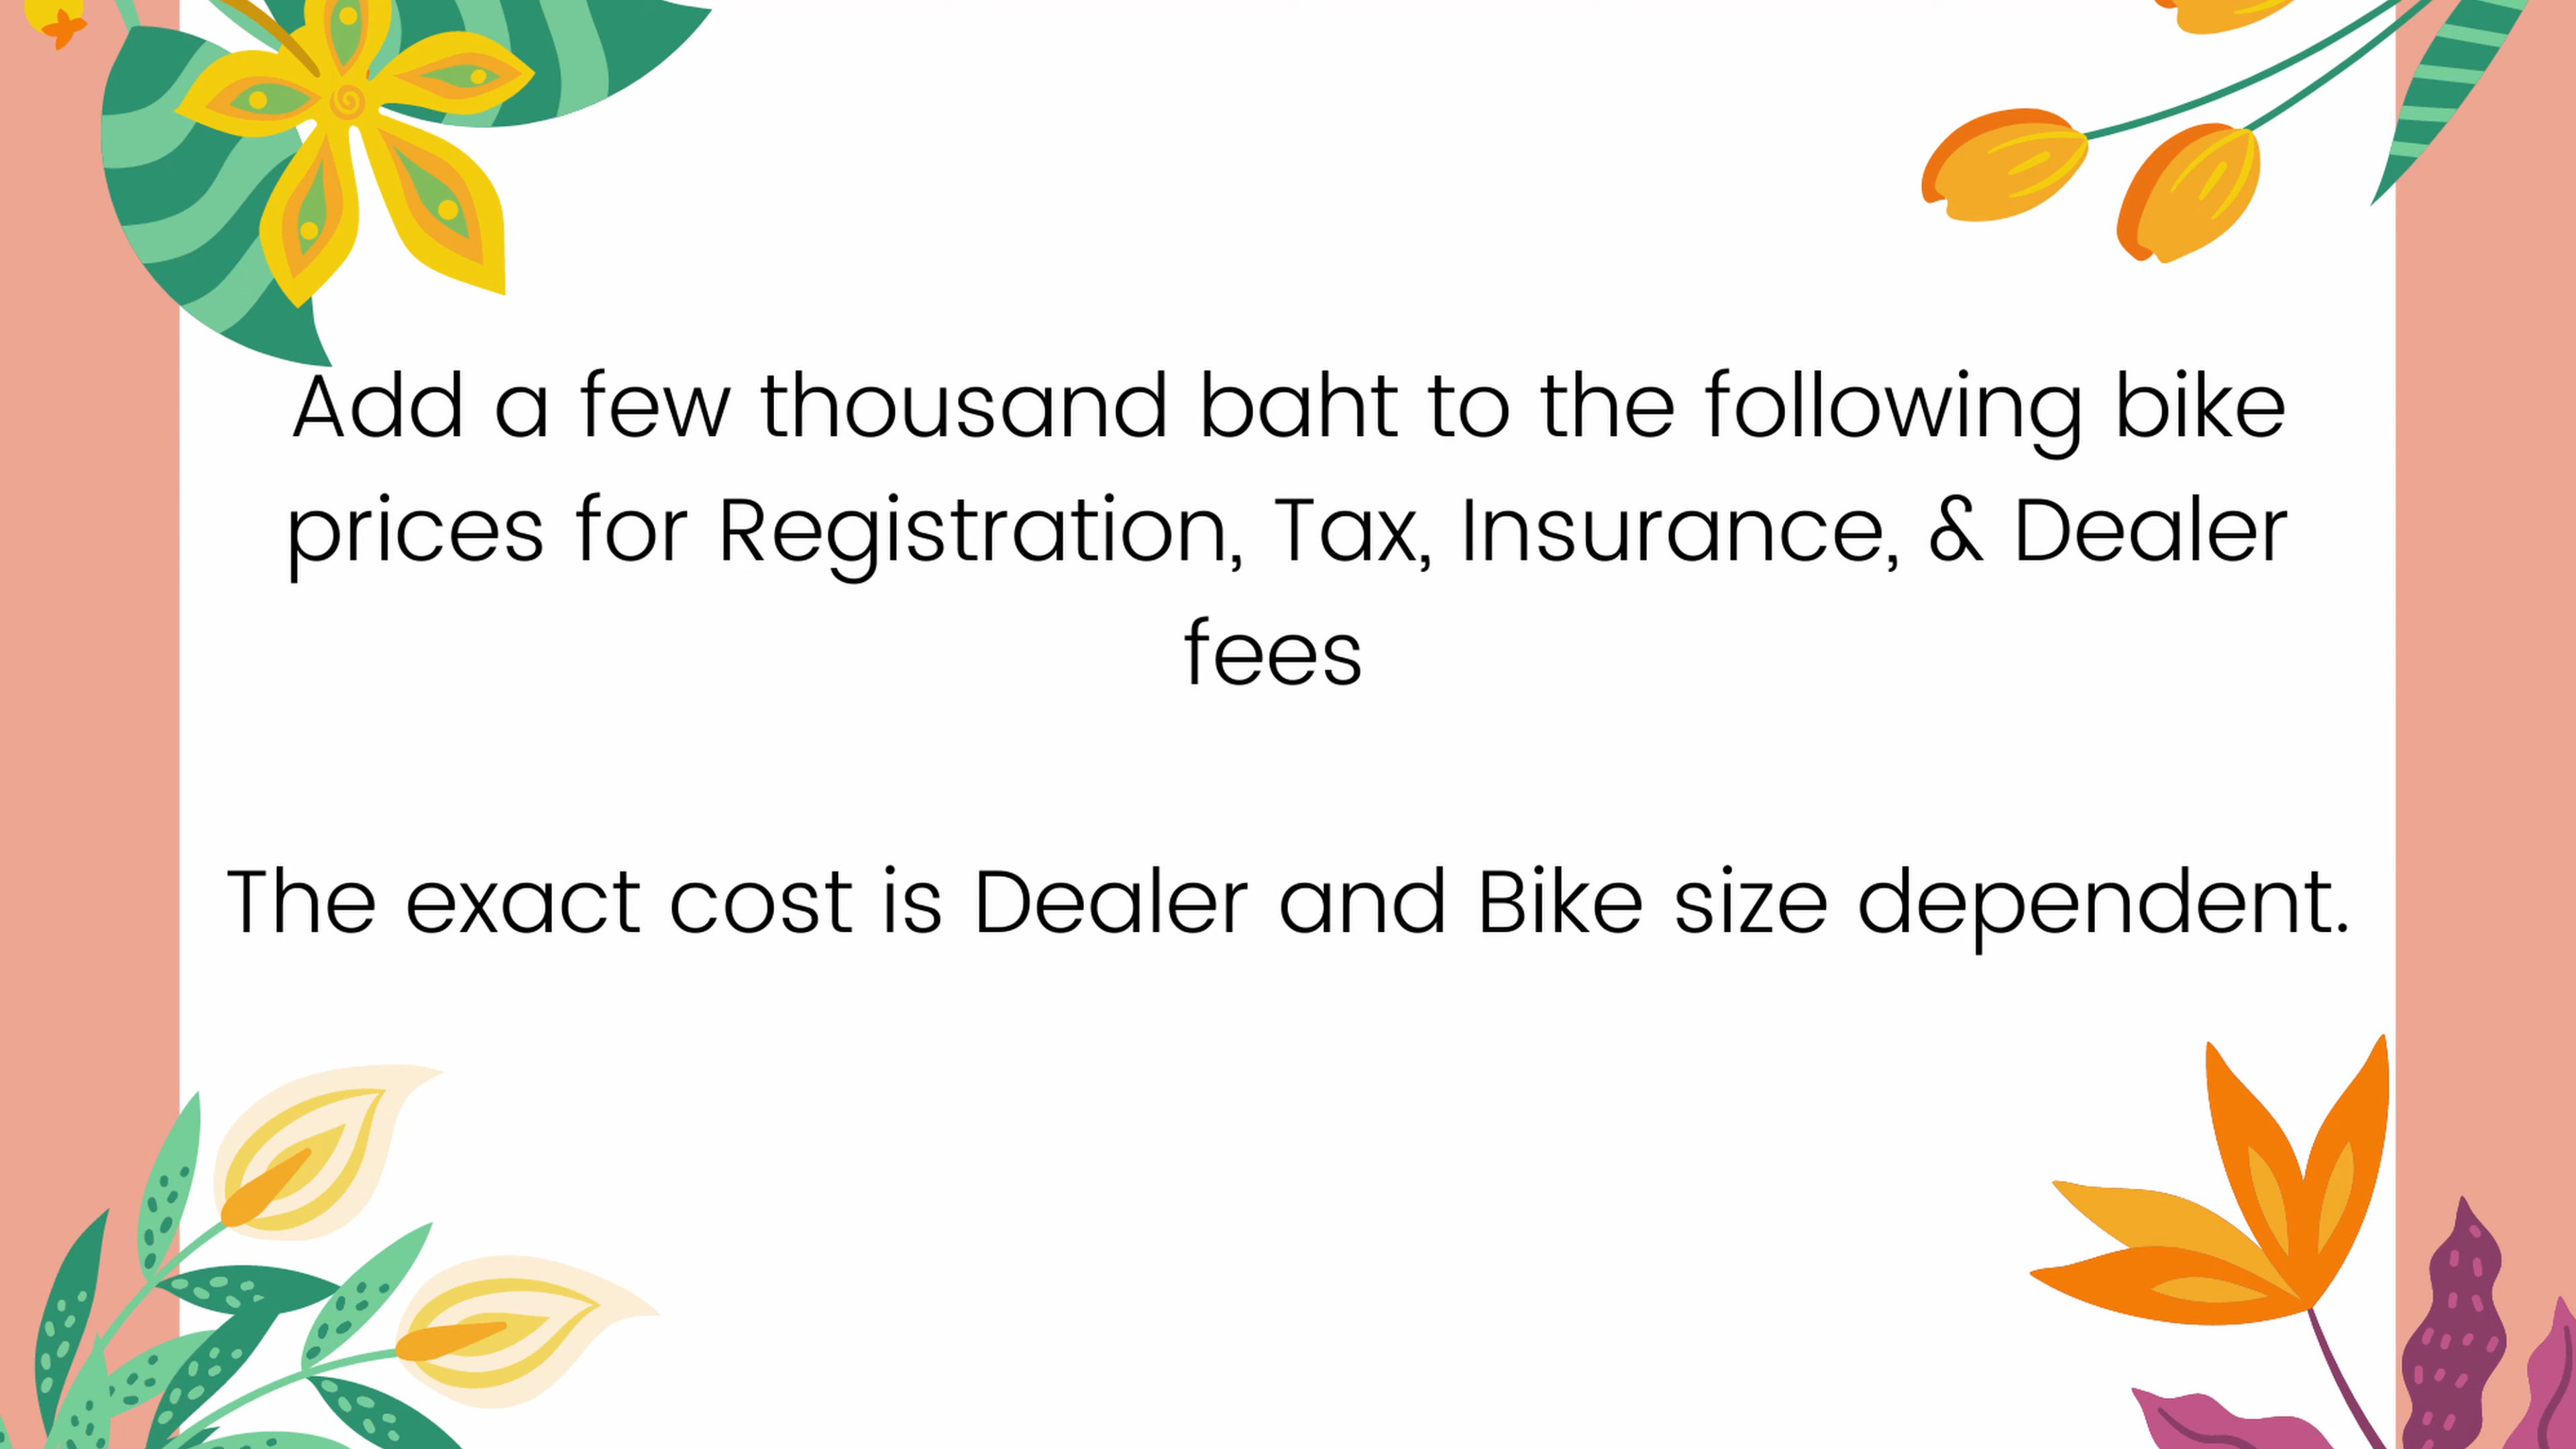 Add a few thousand baht to the following bike
prices for Registration, Tax, Insurance, & Dealer
fees
The exact cost is Dealer and Bike size dependent.